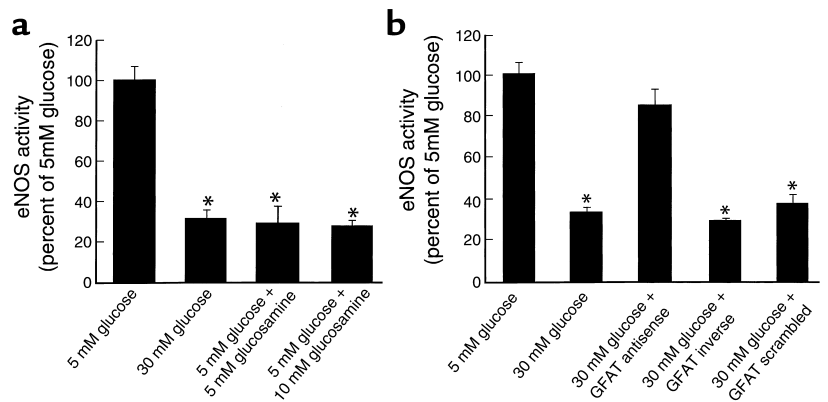 a
eNOS activity
(percent of 5mM glucose)
120
100
80
60
40
20
0
*
*
*
5 mM glucose
30 mM glucose
5 mM glucose +
5 mM glucosamine
5 mM glucose +
10 mM glucosamine
b
eNOS activity
(percent of 5mM glucose)
120
100
80
60
40
20
0
*
*
*
5 mM glucose
30 mM glucose
30 mM glucose +
GFAT antisense
30 mM glucose +
GFAT inverse
30 mM glucose +
GFAT scrambled